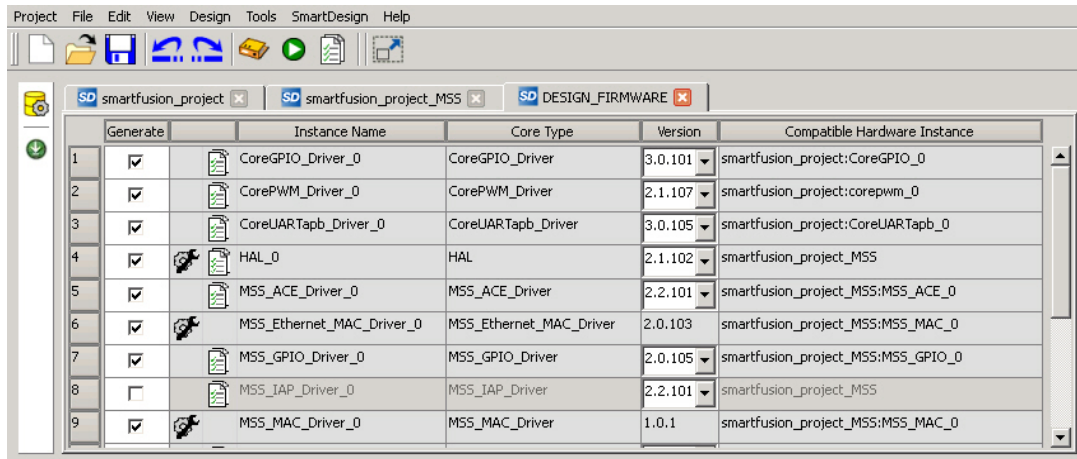 Project File Edit View Design Tools SmartDesign Help
SD smartfusion_project SD smartfusion_project_MSS SD DESIGN_FIRMWARE
Generate Instance Name Core Type Version Compatible Hardware Instance
1 CoreGPIO_Driver_0 CoreGPIO_Driver 3.0.101 smartfusion_project:CoreGPIO_0
2 CorePWM_Driver_0 CorePWM_Driver 2.1.107 smartfusion_project:corepwm_0
3 CoreUARTapb_Driver_0 CoreUARTapb_Driver 3.0.105 smartfusion_project:CoreUARTapb_0
4 HAL_0 HAL 2.1.102 smartfusion_project_MSS
5 MSS_ACE_Driver_0 MSS_ACE_Driver 2.2.101 smartfusion_project_MSS:MSS_ACE_0
6 MSS_Ethernet_MAC_Driver_0 MSS_Ethernet_MAC_Driver 2.0.103 smartfusion_project_MSS:MSS_MAC_0
7 MSS_GPIO_Driver_0 MSS_GPIO_Driver 2.0.105 smartfusion_project_MSS:MSS_GPIO_0
8 MSS_IAP_Driver_0 MSS_IAP_Driver 2.2.101 smartfusion_project_MSS
9 MSS_MAC_Driver_0 MSS_MAC_Driver 1.0.1 smartfusion_project_MSS:MSS_MAC_0